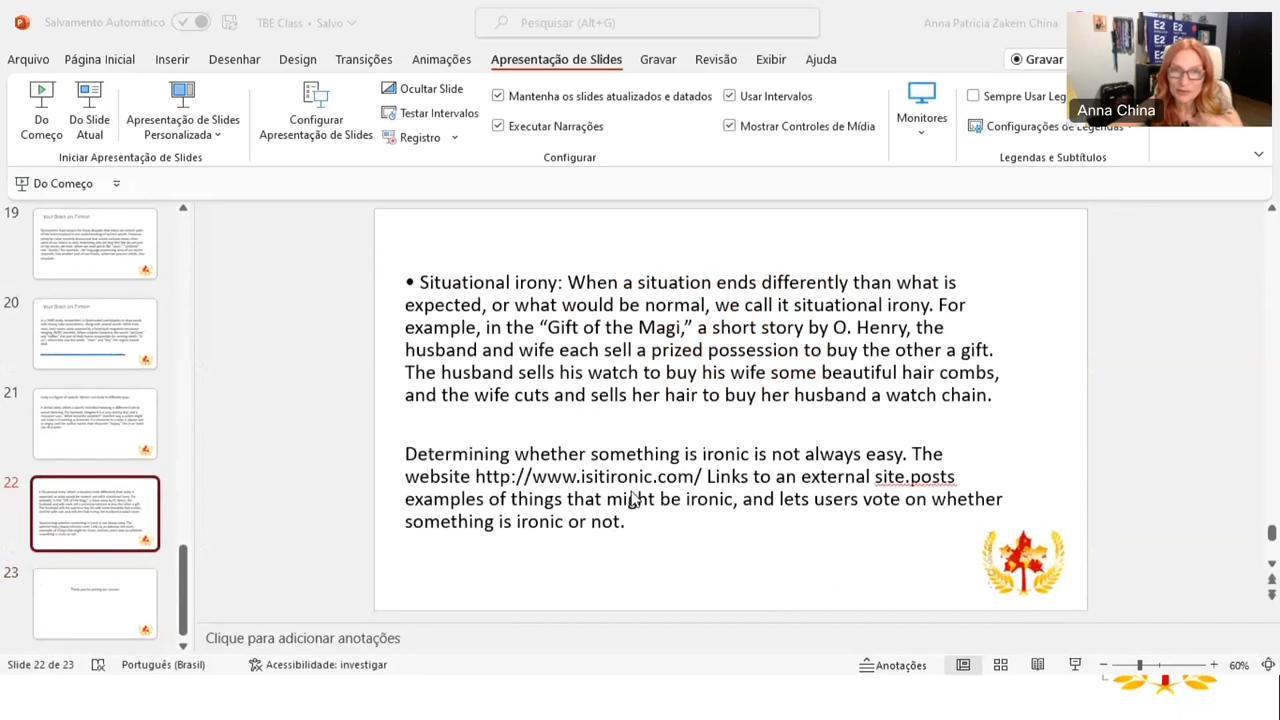 Salvamento Automático
TBE Class • Salvo
Pesquisar (Alt+G)
Anna Patricia Zakem China
Arquivo Página Inicial Inserir Desenhar Design Transições Animações Apresentação de Slides Gravar Revisão Exibir Ajuda
Gravar
Anna China
Do Começo
Do Slide Atual
Apresentação de Slides Personalizada
Configurar Apresentação de Slides
Ocultar Slide
Testar Intervalos
Registro
Mantenha os slides atualizados e datados
Executar Narrações
Usar Intervalos
Mostrar Controles de Mídia
Monitores
Sempre Usar Leg
Configurações de Legendas
Iniciar Apresentação de Slides
Configurar
Legendas e Subtítulos
Do Começo
19
Your Brain on Fiction
20
Your Brain on Fiction
21
22
23
• Situational irony: When a situation ends differently than what is
expected or what would be normal, we call it situational irony. For
example, in the “Gift of the Magi,” a short story by O. Henry, the
husband and wife each sell a prized possession to buy the other a gift.
The husband sells his watch to buy his wife some beautiful hair combs,
and the wife cuts and sells her hair to buy her husband a watch chain.
Determining whether something is ironic is not always easy. The
website http://www.isitironic.com/ Links to an external site.posts
examples of things that might be ironic, and lets users vote on whether
something is ironic or not.
Clique para adicionar anotações
Slide 22 de 23
Português (Brasil)
Acessibilidade: investigar
Anotações
60%